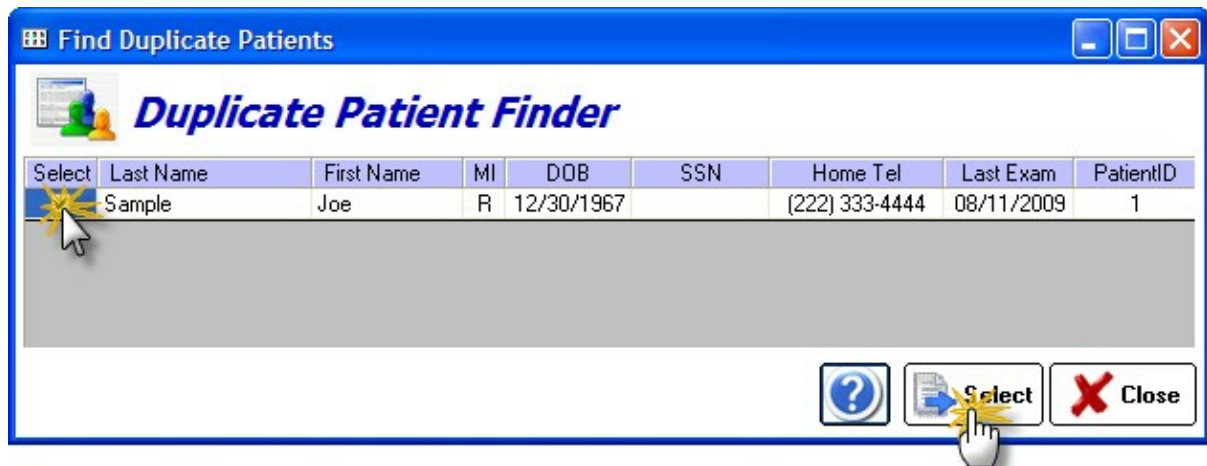 Find Duplicate Patients
Duplicate Patient Finder
Select Last Name First Name MI DOB SSN Home Tel Last Exam PatientID
Sample Joe R 12/30/1967 (222) 333-4444 08/11/2009 1
? Select Close